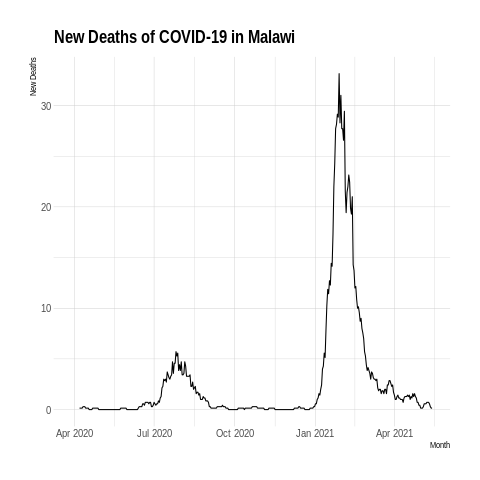 New Deaths of COVID-19 in Malawi
New Deaths
30
20
10
0
Apr 2020
Jul 2020
Oct 2020
Jan 2021
Apr 2021
Month